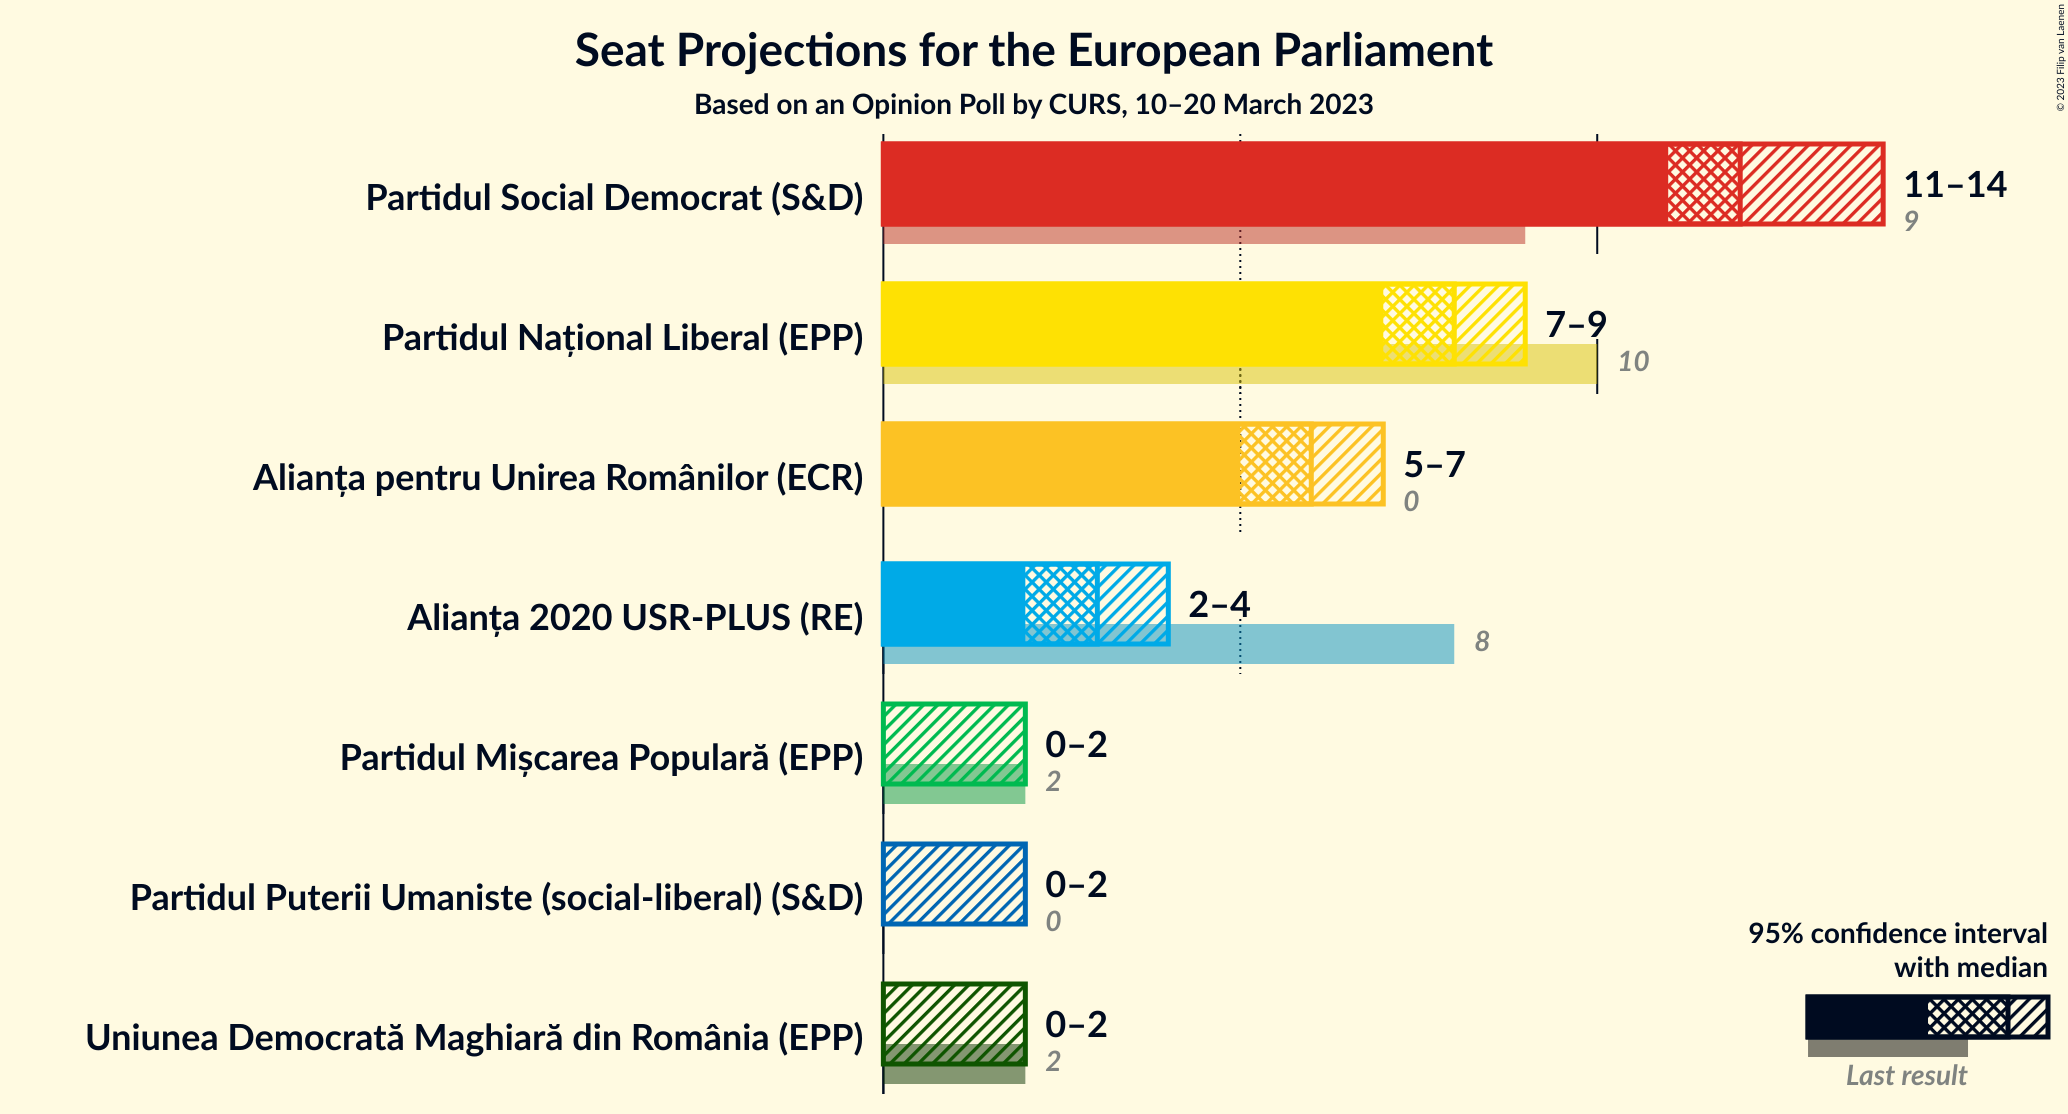 Seat Projections for the European Parliament
Based on an Opinion Poll by CURS, 10–20 March 2023
© 2023 Filip van Laenen
Partidul Social Democrat (S&D)
11–14
9
Partidul Național Liberal (EPP)
7–9
10
Alianța pentru Unirea Românilor (ECR)
5–7
0
Alianța 2020 USR-PLUS (RE)
2–4
8
Partidul Mișcarea Populară (EPP)
0–2
2
Partidul Puterii Umaniste (social-liberal) (S&D)
0–2
0
Uniunea Democrată Maghiară din România (EPP)
0–2
2
95% confidence interval
with median
Last result